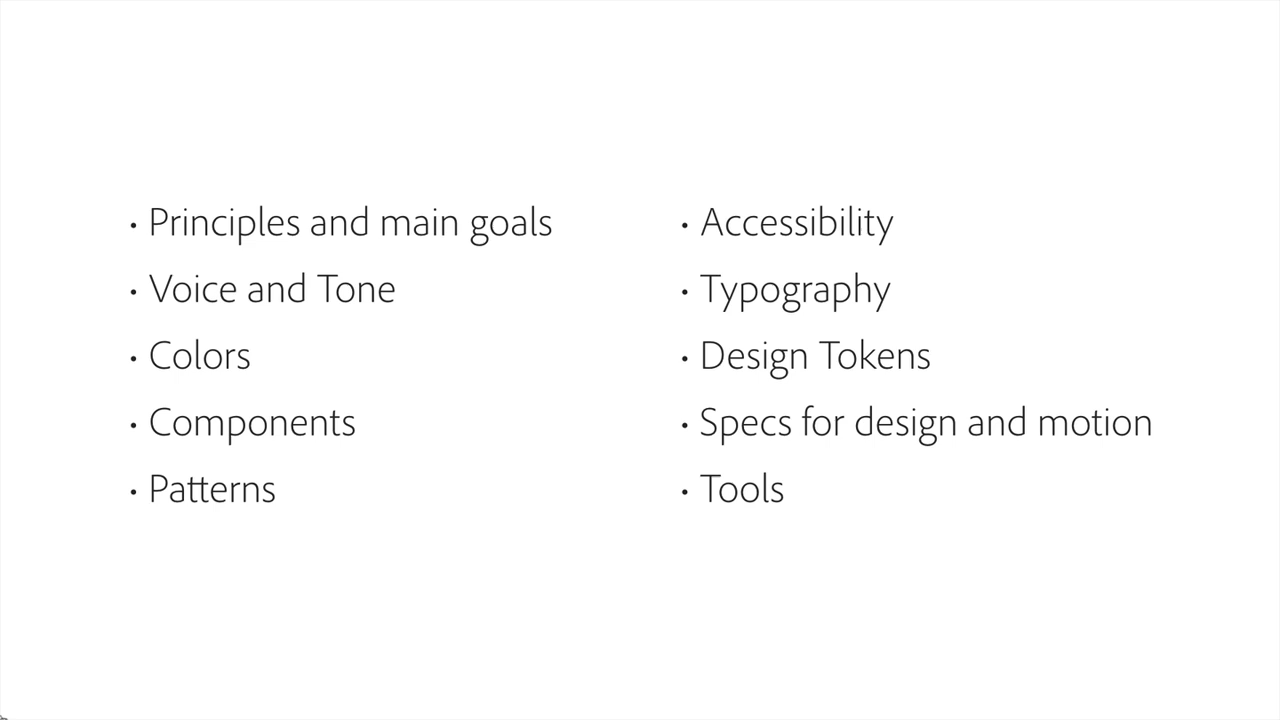 • Principles and main goals
• Voice and Tone
• Colors
• Components
• Patterns
• Accessibility
• Typography
• Design Tokens
• Specs for design and motion
• Tools